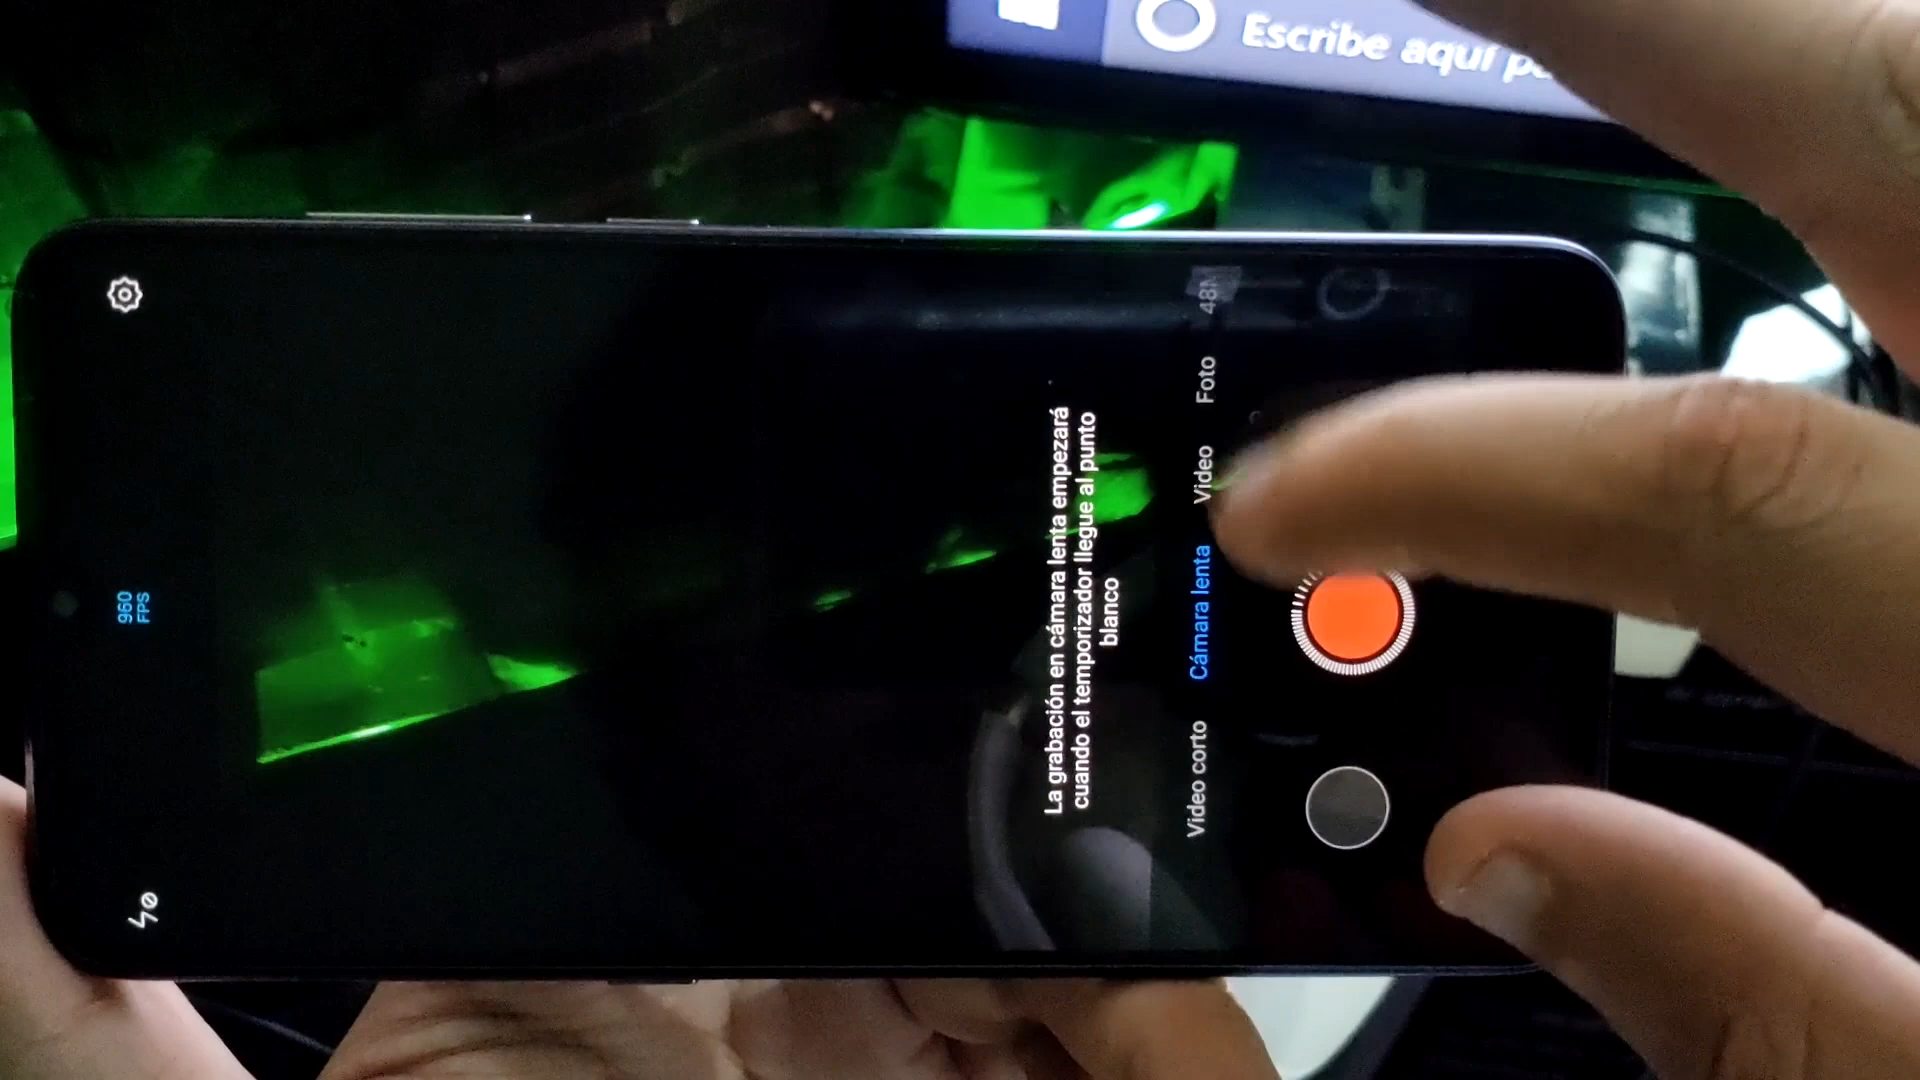 Escribe aquí
960
FPS
La grabación en cámara lenta empezará
cuando el temporizador llegue al punto
blanco
Video corto
Cámara lenta
Video
Foto
48M